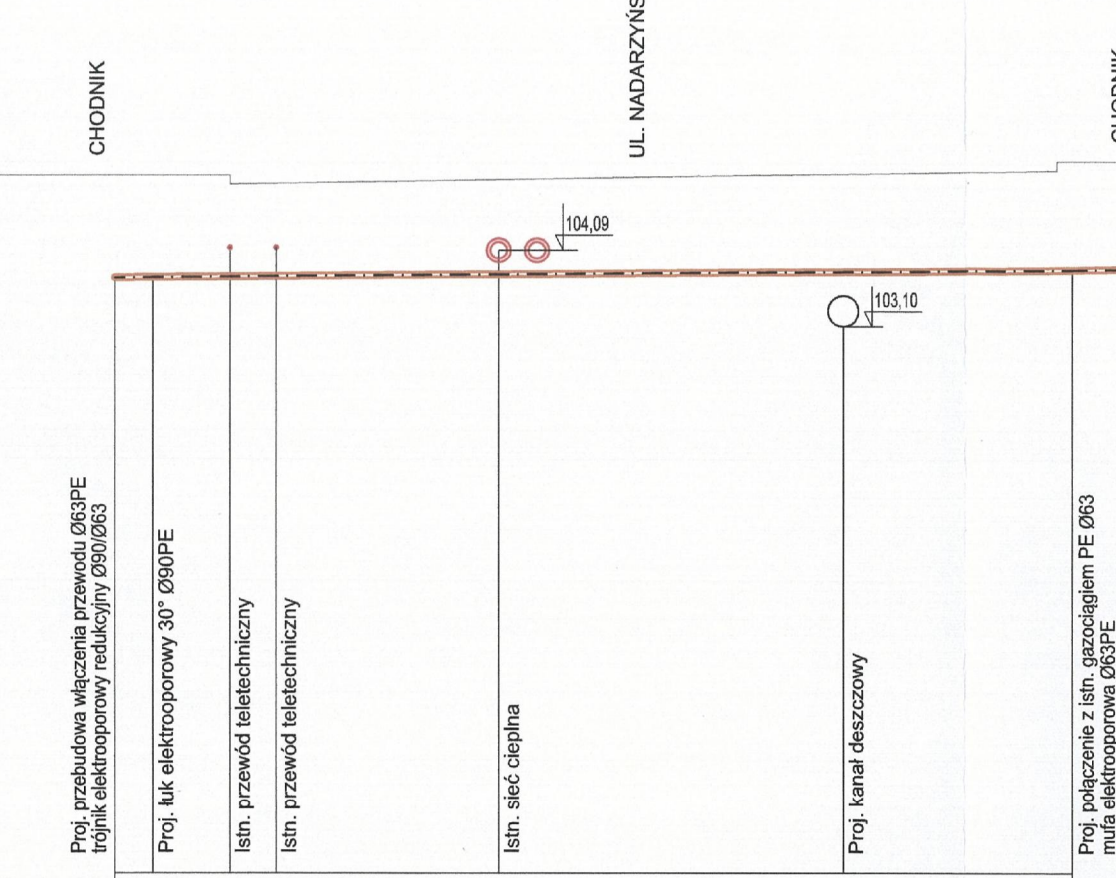 CHODNIK
UL. NADARZYŃS
104,09
103,10
Proj. przebudowa włączenia przewodu Ø63PE
trójnik elektrooporowy redukcyjny Ø90/Ø63
Proj. łuk elektrooporowy 30° Ø90PE
Istn. przewód teletechniczny
Istn. przewód teletechniczny
Istn. sieć cieplna
Proj. kanał deszczowy
Proj. połączenie z istn. gazociągiem PE Ø63
mufa elektrooporowa Ø63PE